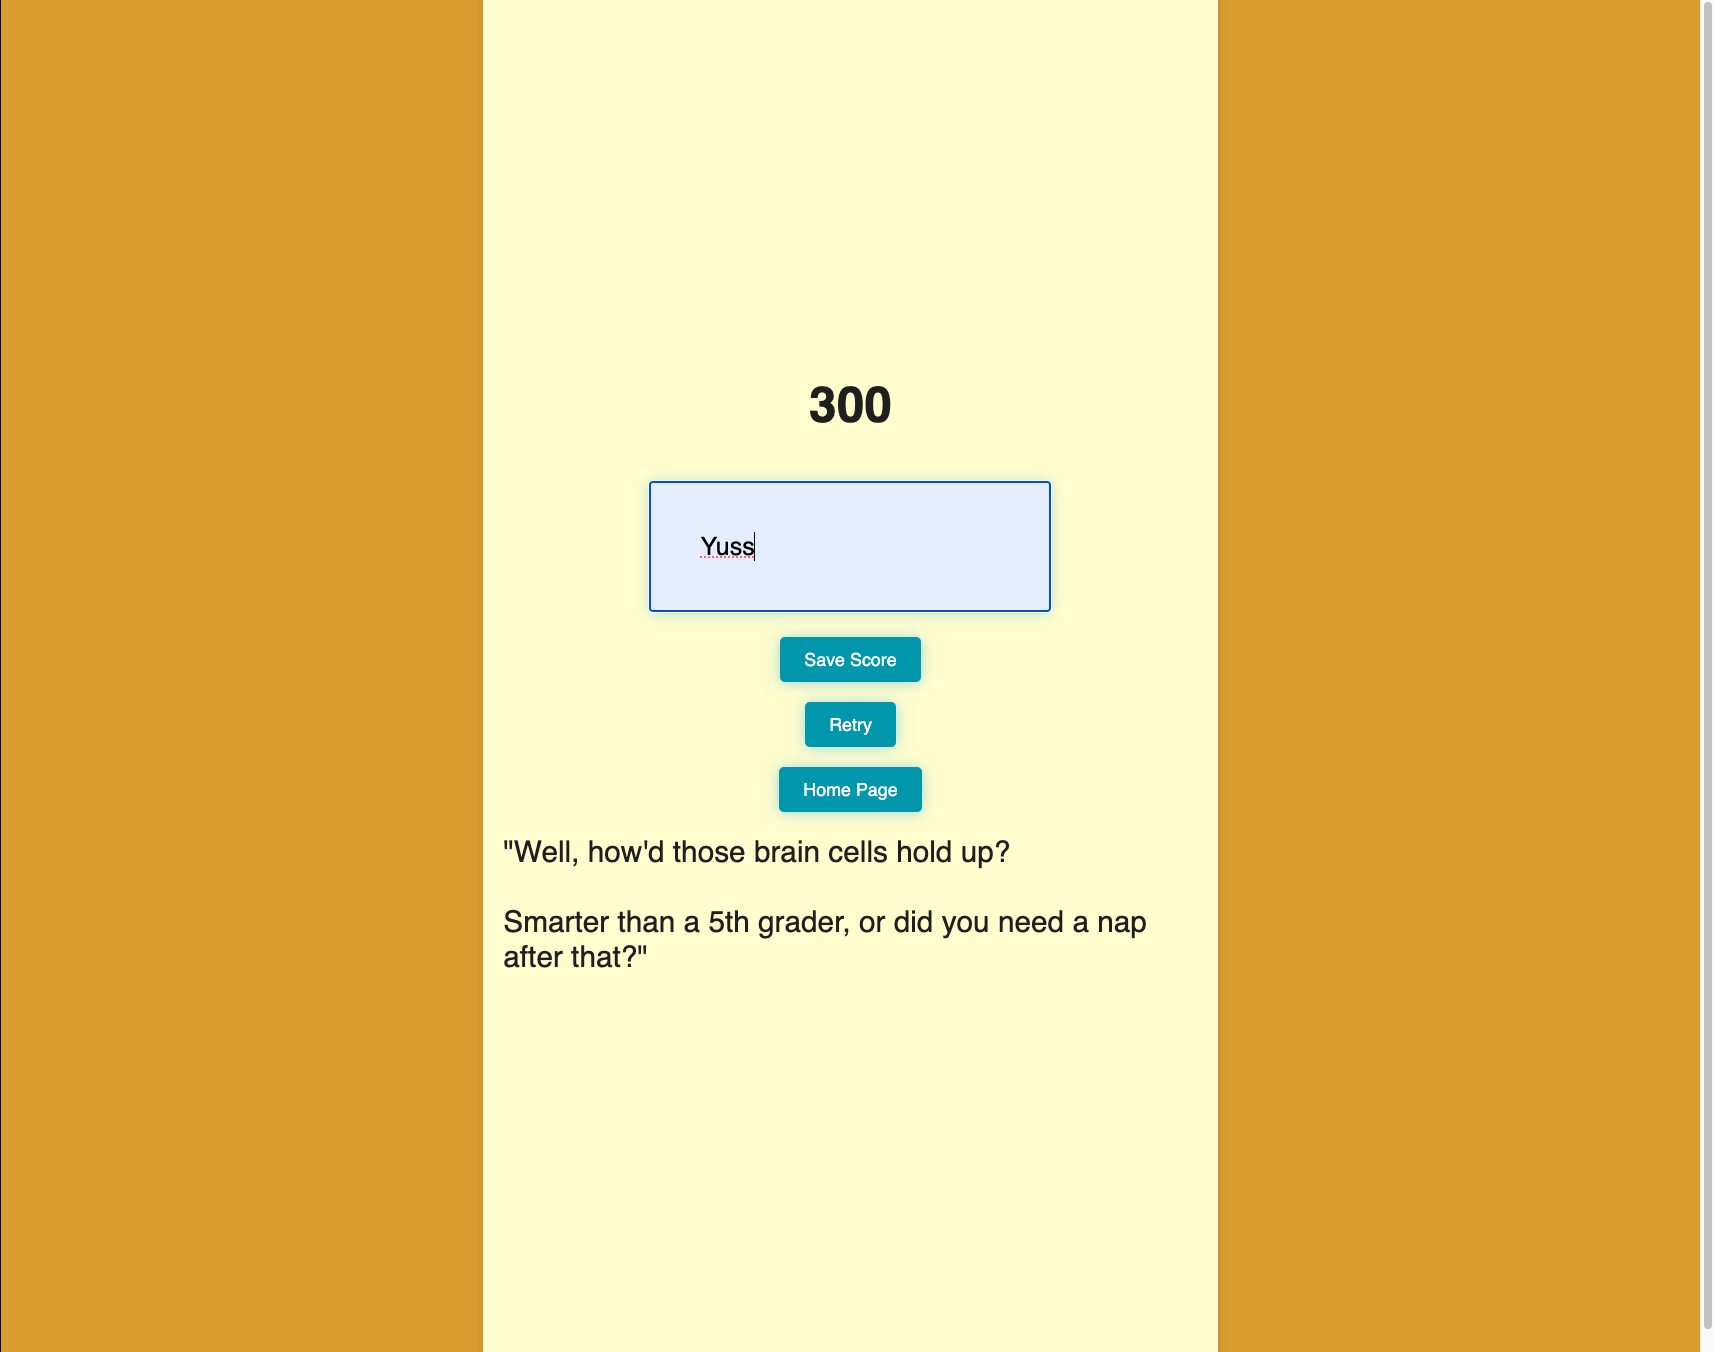 300
Yuss
Save Score
Retry
Home Page
"Well, how'd those brain cells hold up?
Smarter than a 5th grader, or did you need a nap
after that?"